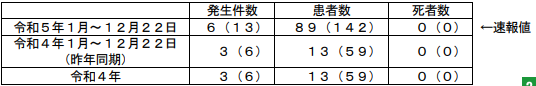 発生件数 患者数 死者数
令和５年１月～１２月２２日 ６（１３） ８９（１４２） ０（０） ←速報値
令和４年１月～１２月２２日
（昨年同期） ３（６） １３（５９） ０（０）
令和４年 ３（６） １３（５９） ０（０）